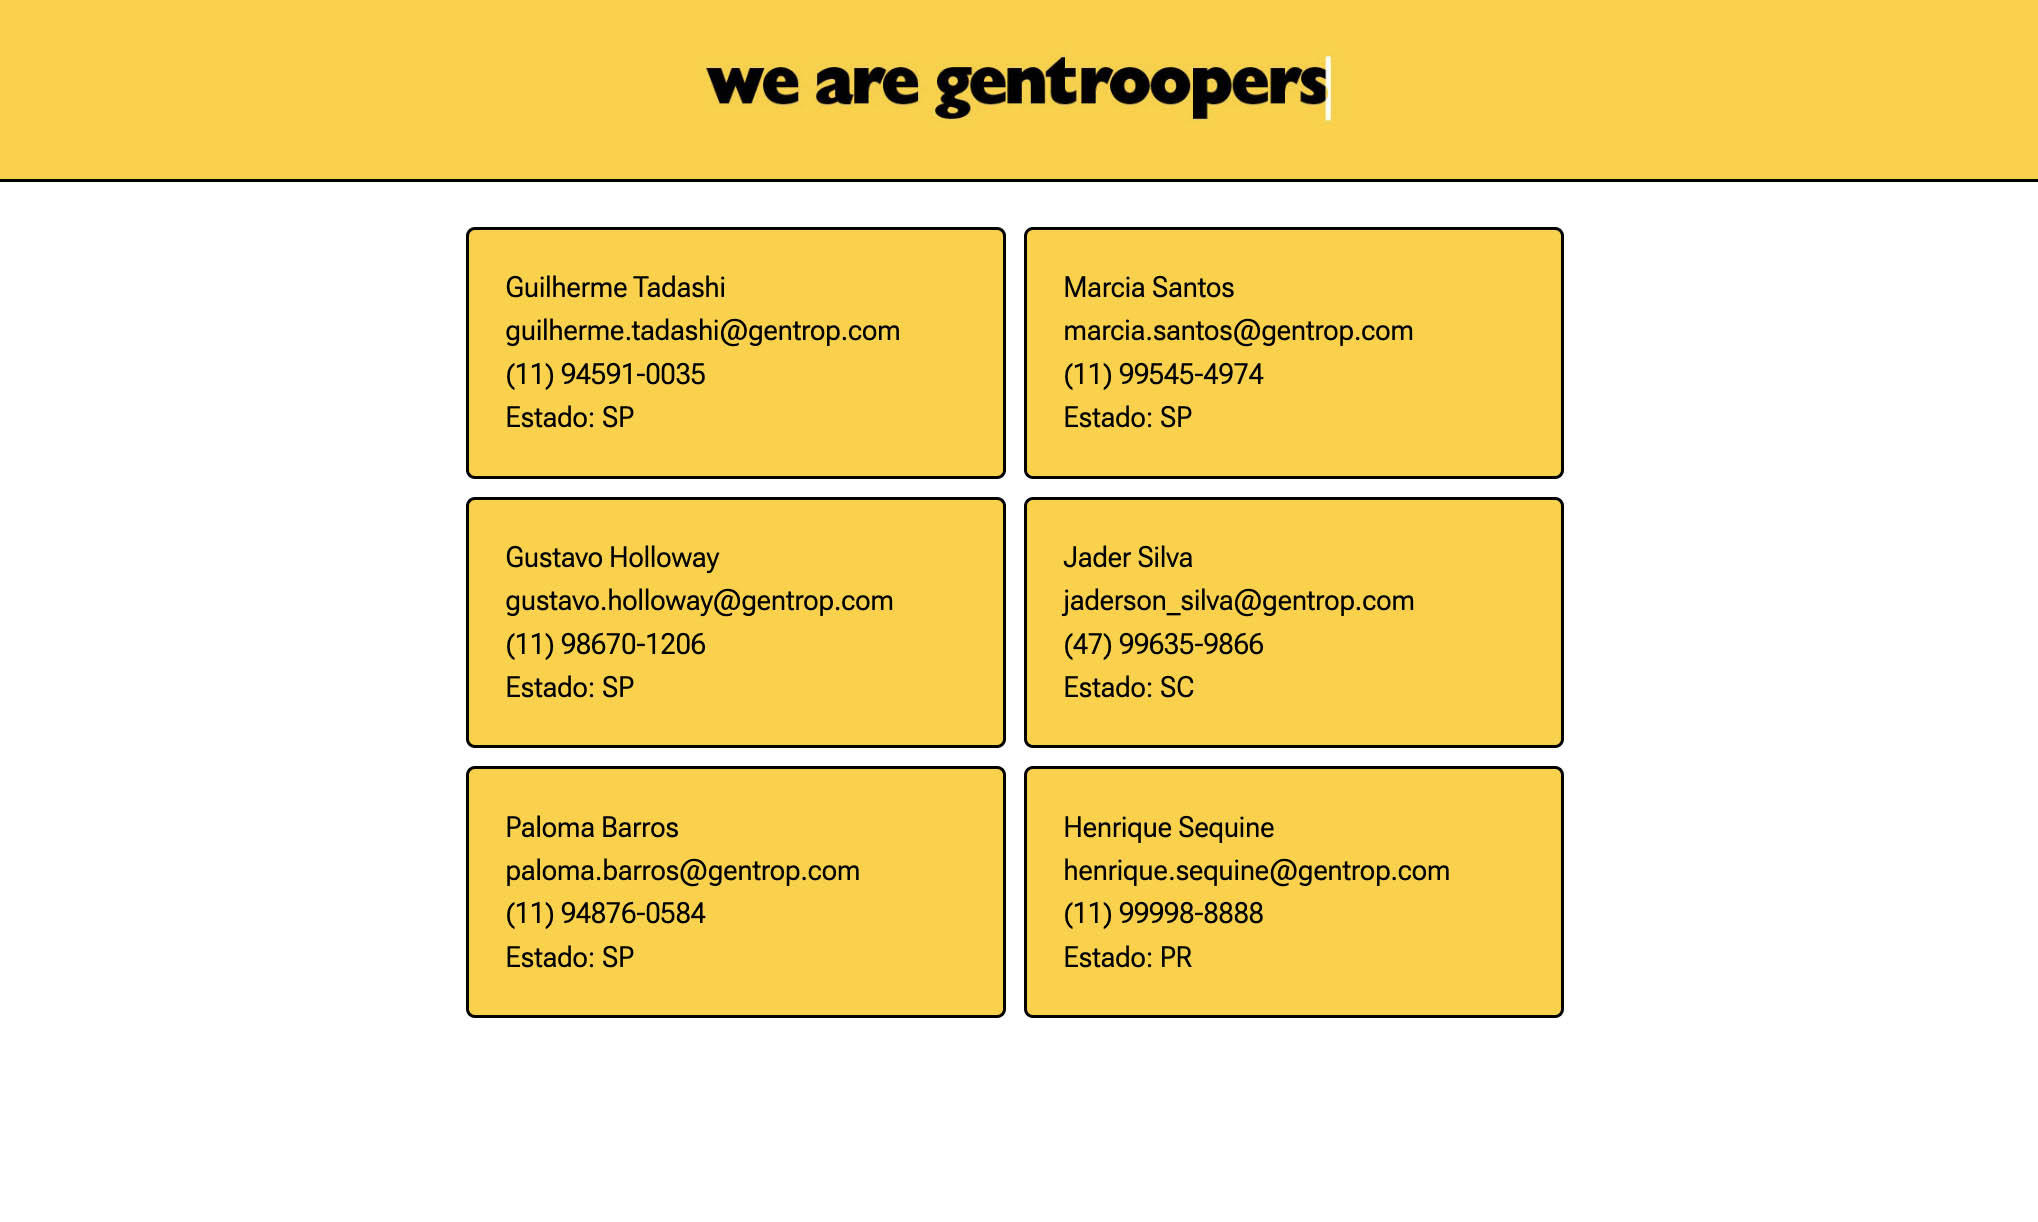 we are gentroopers
Guilherme Tadashi
guilherme.tadashi@gentrop.com
(11) 94591-0035
Estado: SP
Marcia Santos
marcia.santos@gentrop.com
(11) 99545-4974
Estado: SP
Gustavo Holloway
gustavo.holloway@gentrop.com
(11) 98670-1206
Estado: SP
Jader Silva
jaderson_silva@gentrop.com
(47) 99635-9866
Estado: SC
Paloma Barros
paloma.barros@gentrop.com
(11) 94876-0584
Estado: SP
Henrique Sequine
henrique.sequine@gentrop.com
(11) 99998-8888
Estado: PR